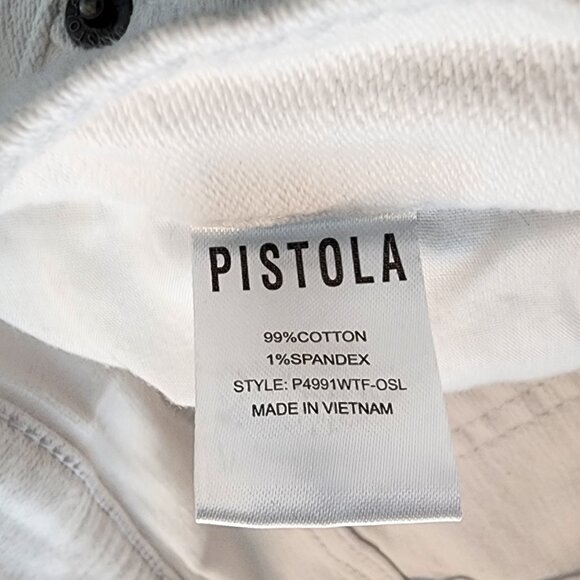 PISTOLA
99%COTTON
1%SPANDEX
STYLE: P4991WTF-OSL
MADE IN VIETNAM